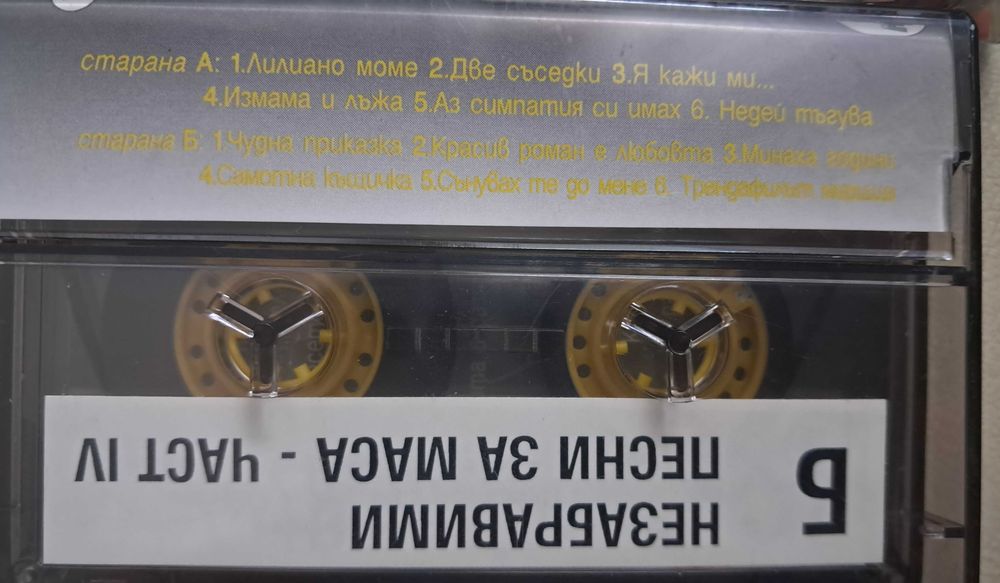 старана А: 1.Лилиано моме 2.Две съседки 3.Я кажи ми...
4.Измама и лъжа 5.Аз симпатия си имах 6. Недей тъгува
старана Б: 1 Чудна приказка 2.Красив роман е любовта 3.Минаха години
4.Самотна къщичка 5.Сънувах те до мене 6. Трендафилът
НЕЗАБРАВИМИ
ПЕСНИ ЗА МАСА - ЧАСТ IV
Б